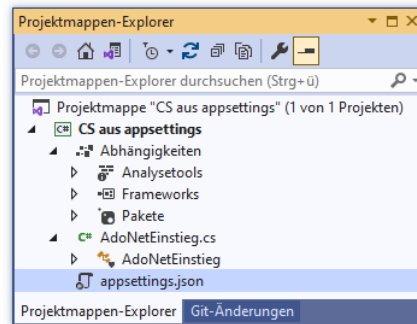 Projektmappen-Explorer
Projektmappen-Explorer durchsuchen (Strg+ü)
Projektmappe "CS aus appsettings" (1 von 1 Projekten)
C# CS aus appsettings
Abhängigkeiten
Analysetools
Frameworks
Pakete
C# AdoNetEinstieg.cs
AdoNetEinstieg
appsettings.json
Projektmappen-Explorer Git-Änderungen